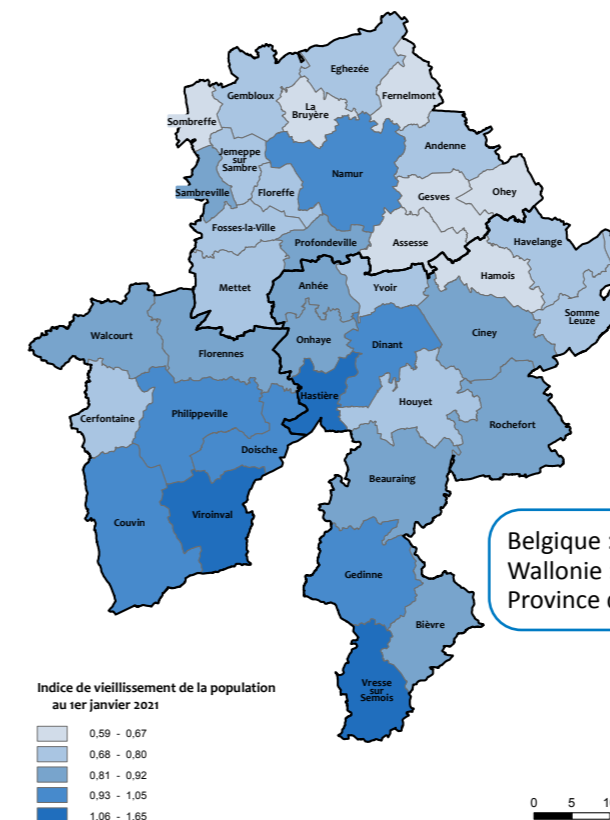 Eghezée
Gembloux
Fernelmont
La
Bruyère
Sombreffe
Jemeppe
sur
Sambre
Andenne
Namur
Sambreville
Floreffe
Gesves
Ohey
Fosses-la-Ville
Profondeville
Assesse
Havelange
Mettet
Anhée
Yvoir
Hamois
Somme
Leuze
Walcourt
Florennes
Onhaye
Dinant
Ciney
Hastière
Cerfontaine
Philippeville
Houyet
Rochefort
Doische
Beauraing
Couvin
Viroinval
Gedinne
Bièvre
Vresse
sur
Semois
Belgique :
Wallonie
Province
Indice de vieillissement de la population
au 1er janvier 2021
0,59 - 0,67
0,68 - 0,80
0,81 - 0,92
0,93 - 1,05
1,06 - 1,65
0 5 10